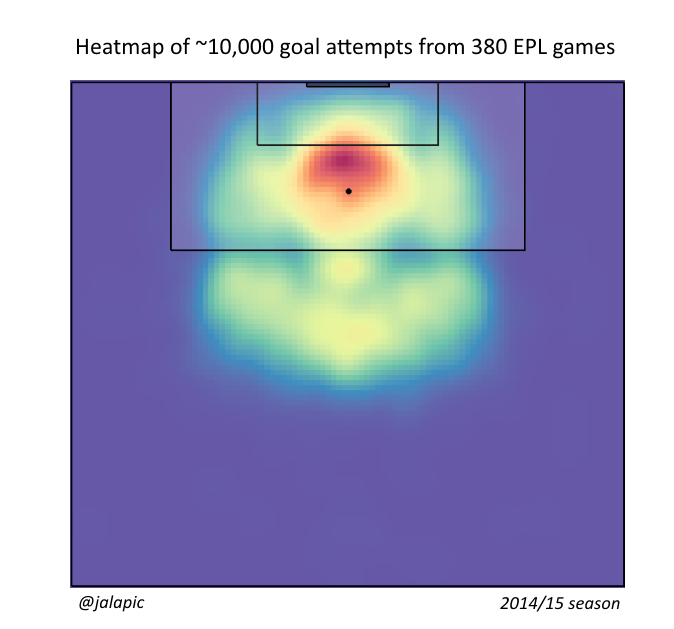 Heatmap of ~10,000 goal attempts from 380 EPL games
@jalapic
2014/15 season